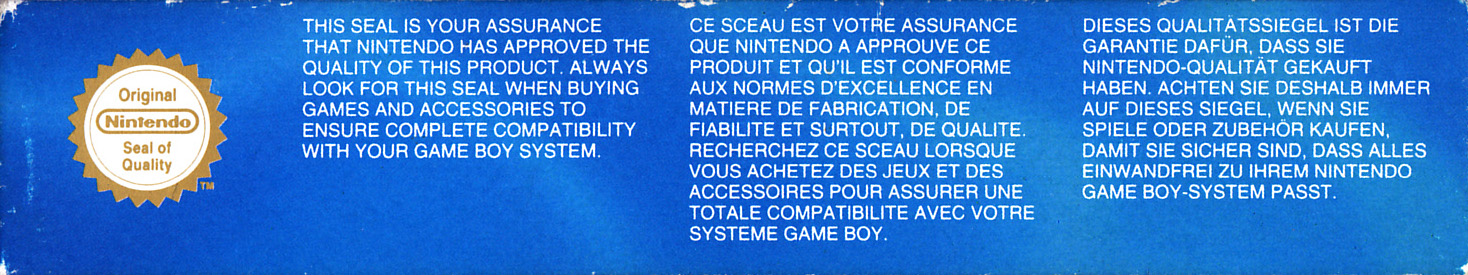 Original
Nintendo
Seal of
Quality
TM
THIS SEAL IS YOUR ASSURANCE
THAT NINTENDO HAS APPROVED THE
QUALITY OF THIS PRODUCT. ALWAYS
LOOK FOR THIS SEAL WHEN BUYING
GAMES AND ACCESSORIES TO
ENSURE COMPLETE COMPATIBILITY
WITH YOUR GAME BOY SYSTEM.
CE SCEAU EST VOTRE ASSURANCE
QUE NINTENDO A APPROUVE CE
PRODUIT ET QU'IL EST CONFORME
AUX NORMES D'EXCELLENCE EN
MATIERE DE FABRICATION, DE
FIABILITE ET SURTOUT, DE QUALITE.
RECHERCHEZ CE SCEAU LORSQUE
VOUS ACHETEZ DES JEUX ET DES
ACCESSOIRES POUR ASSURER UNE
TOTALE COMPATIBILITE AVEC VOTRE
SYSTEME GAME BOY.
DIESES QUALITÄTSSIEGEL IST DIE
GARANTIE DAFÜR, DASS SIE
NINTENDO-QUALITÄT GEKAUFT
HABEN. ACHTEN SIE DESHALB IMMER
AUF DIESES SIEGEL, WENN SIE
SPIELE ODER ZUBEHÖR KAUFEN,
DAMIT SIE SICHER SIND, DASS ALLES
EINWANDFREI ZU IHREM NINTENDO
GAME BOY-SYSTEM PASST.